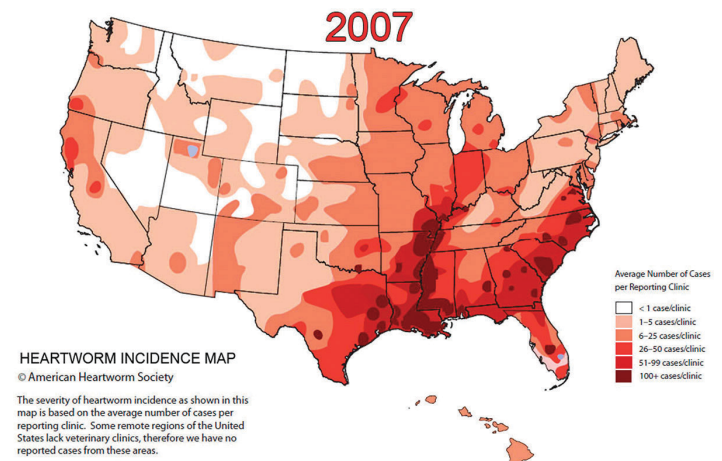 2007
Average Number of Cases
per Reporting Clinic
< 1 case/clinic
1–5 cases/clinic
6–25 cases/clinic
26–50 cases/clinic
51-99 cases/clinic
100+ cases/clinic
HEARTWORM INCIDENCE MAP
© American Heartworm Society
The severity of heartworm incidence as shown in this
map is based on the average number of cases per
reporting clinic. Some remote regions of the United
States lack veterinary clinics, therefore we have no
reported cases from these areas.